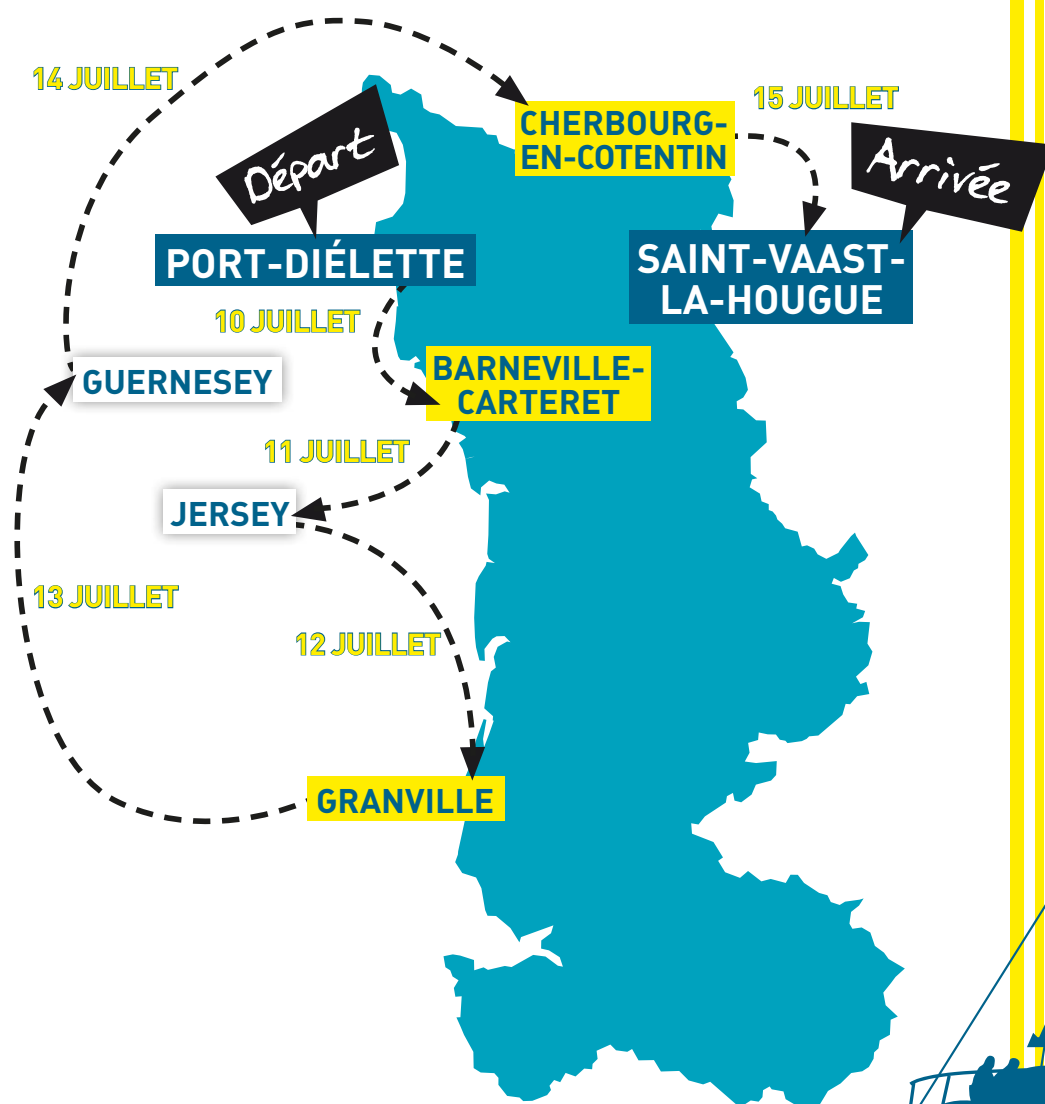 14 JUILLET
15 JUILLET
CHERBOURG-
EN-COTENTIN
Départ
Arrivée
PORT-DIÉLETTE
SAINT-VAAST-
LA-HOUGUE
10 JUILLET
BARNEVILLE-
CARTERET
GUERNESEY
11 JUILLET
JERSEY
13 JUILLET
12 JUILLET
GRANVILLE